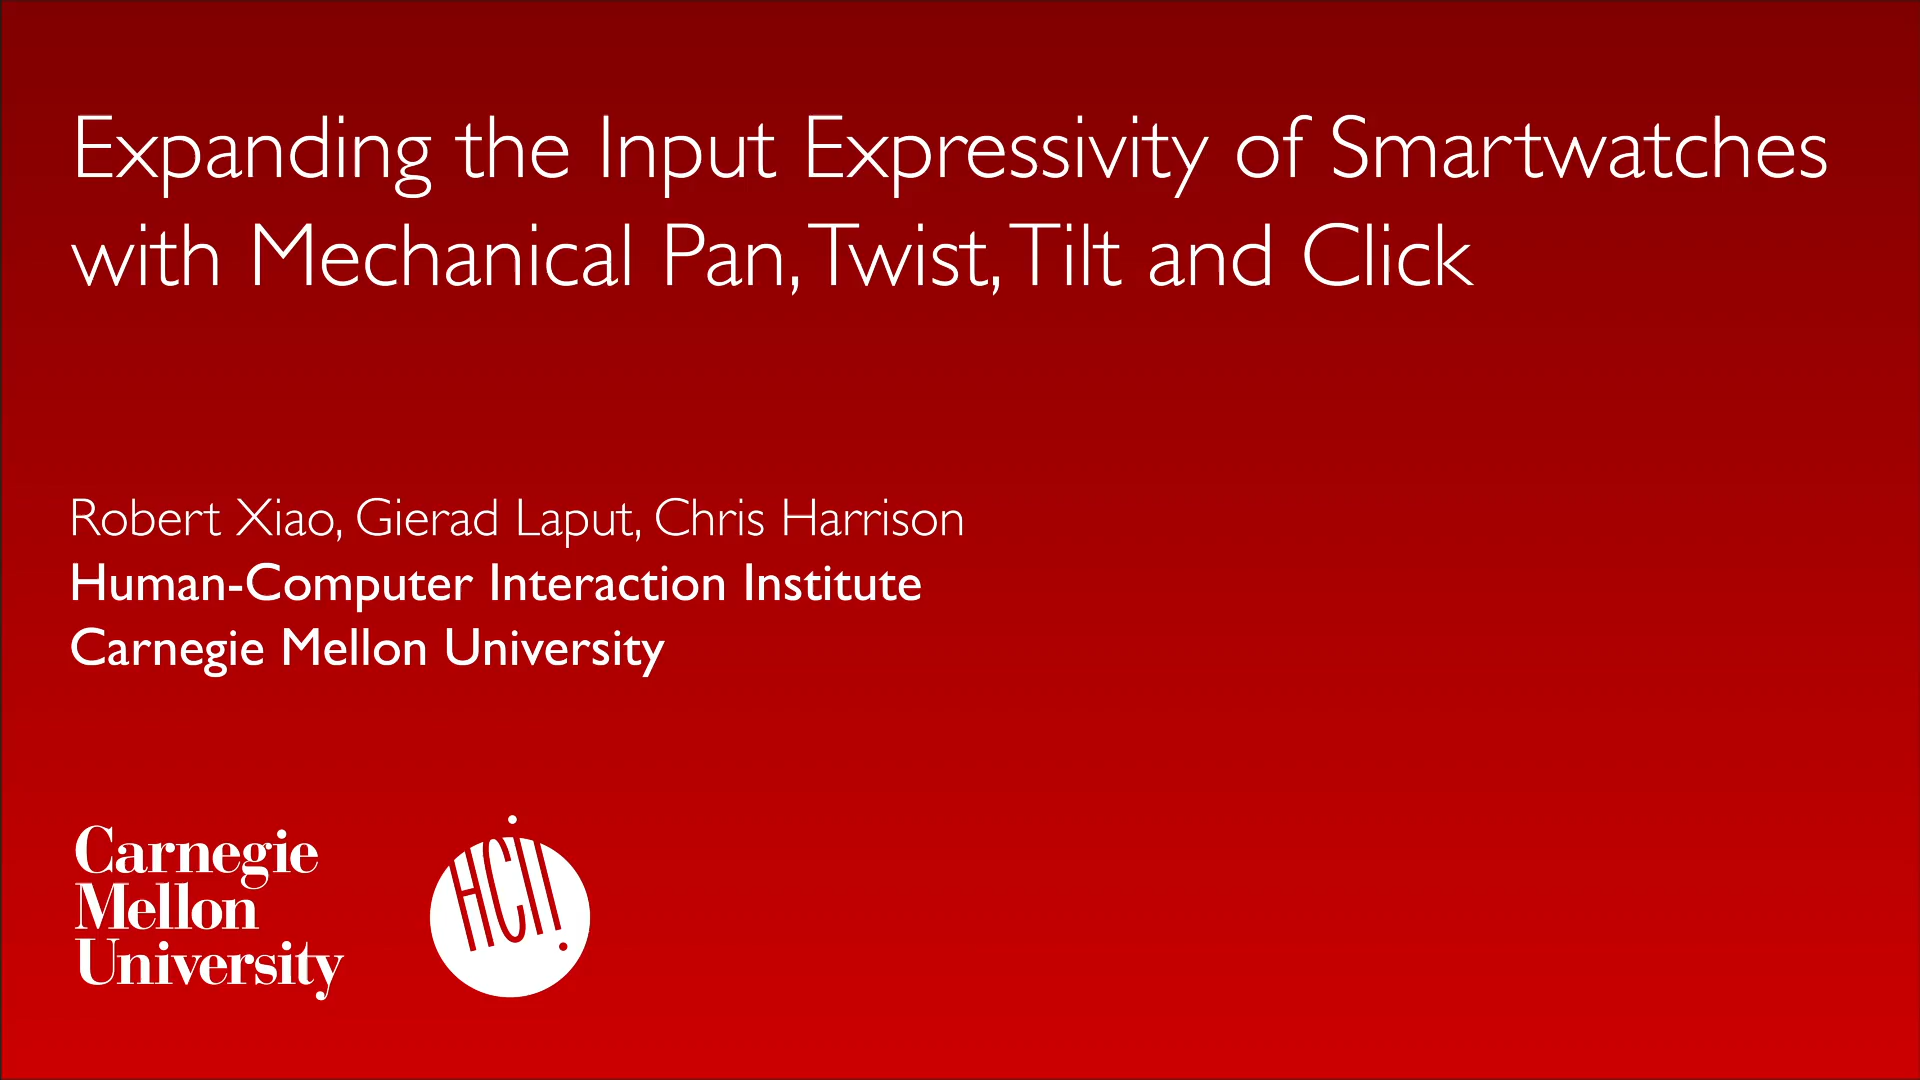 Expanding the Input Expressivity of Smartwatches
with Mechanical Pan, Twist, Tilt and Click
Robert Xiao, Gierad Laput, Chris Harrison
Human-Computer Interaction Institute
Carnegie Mellon University
Carnegie
Mellon
University
HCII